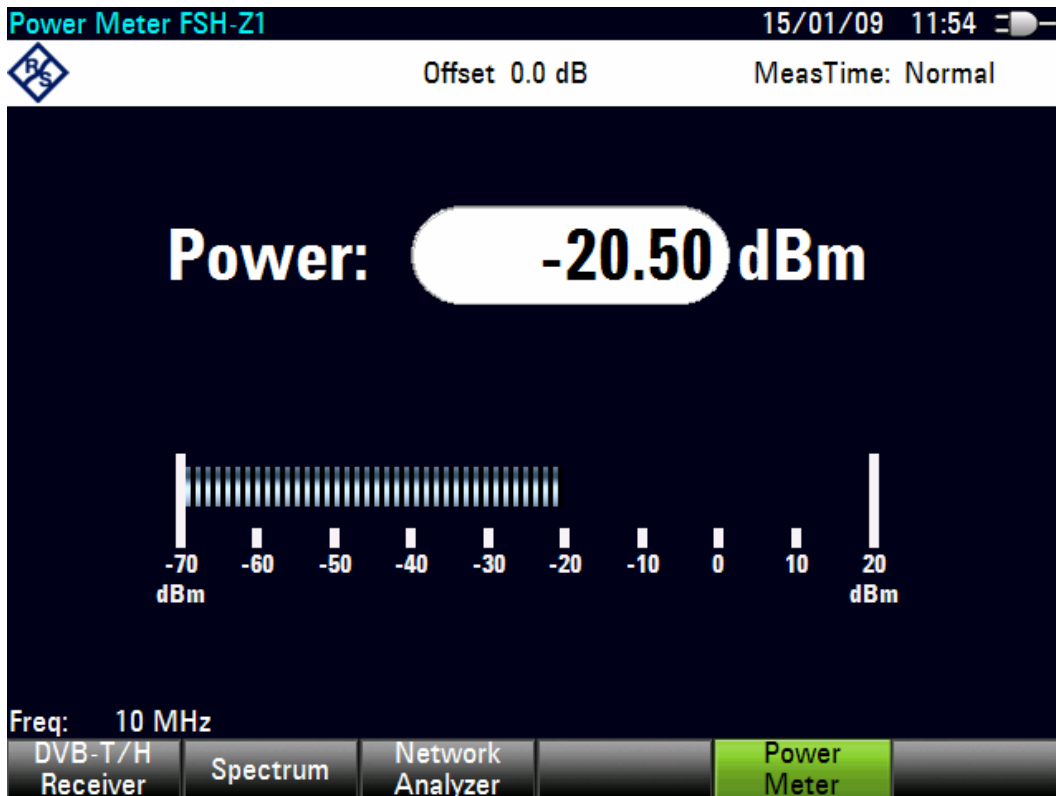 Power Meter FSH-Z1 15/01/09 11:54
R&S Offset 0.0 dB MeasTime: Normal
Power: -20.50 dBm
-70 -60 -50 -40 -30 -20 -10 0 10 20
dBm dBm
Freq: 10 MHz
DVB-T/H Receiver
Spectrum
Network Analyzer
Power Meter